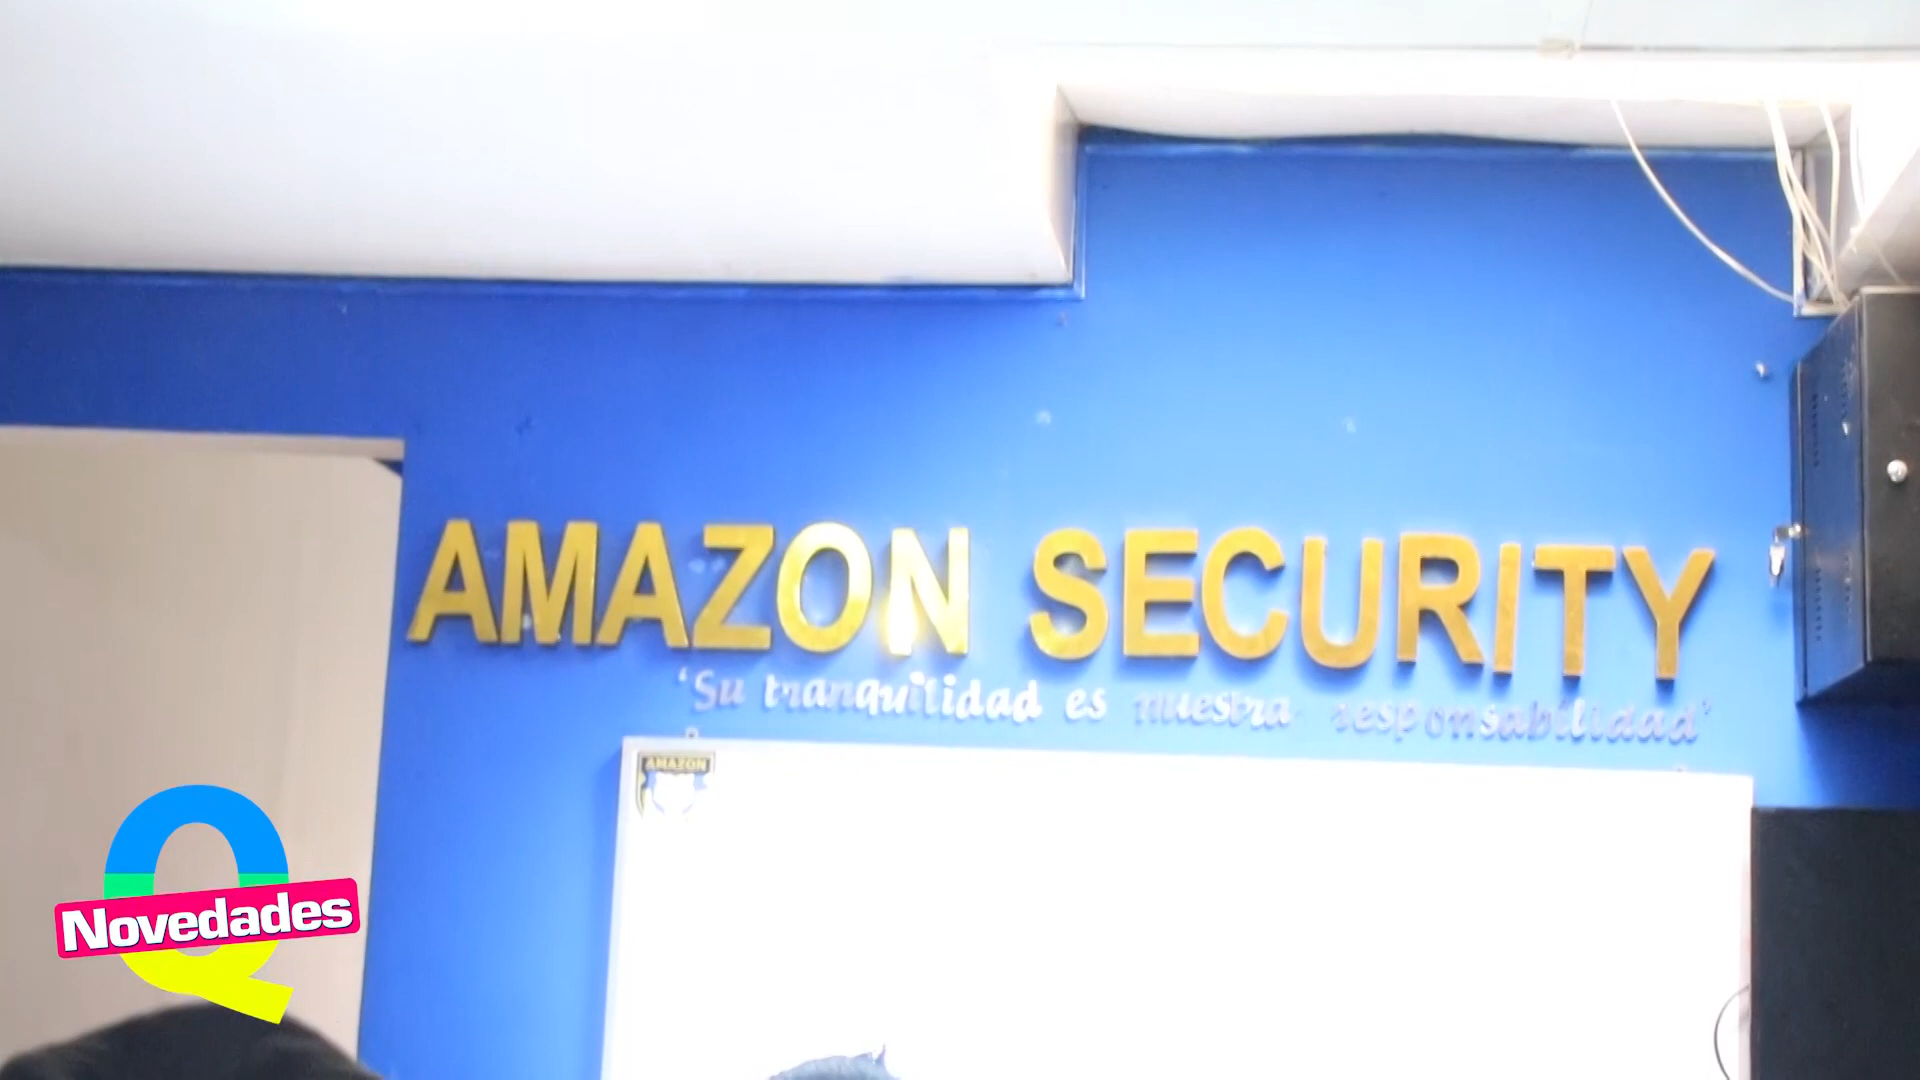 AMAZON SECURITY
'Su tranquilidad es nuestra responsabilidad'
AMAZON
Q
Novedades